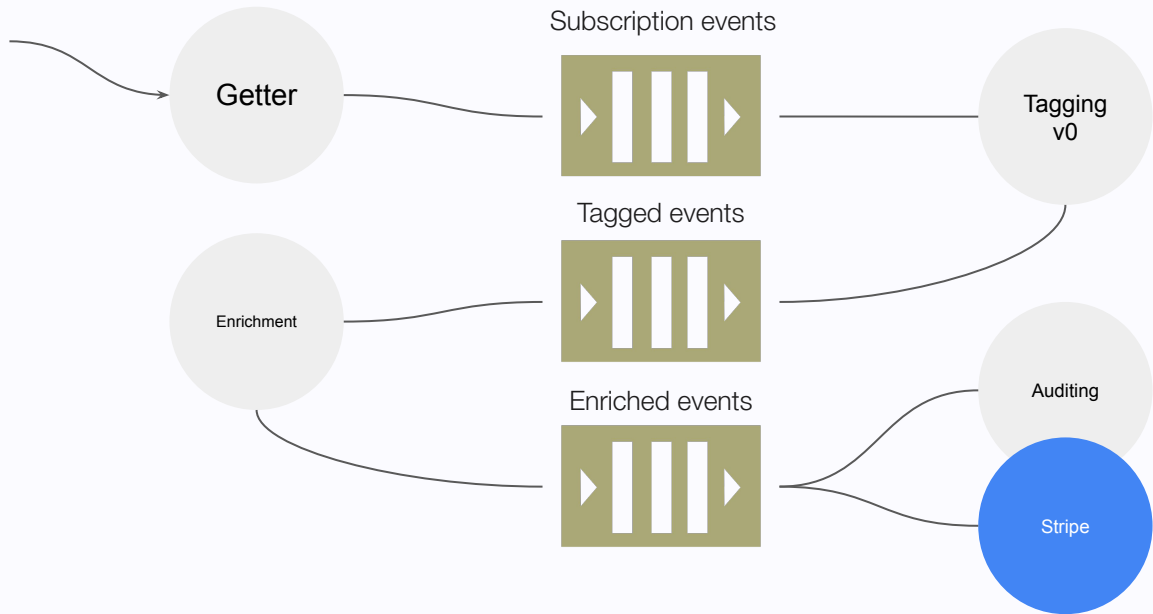 Subscription events
Getter
Tagging
v0
Tagged events
Enrichment
Enriched events
Auditing
Stripe